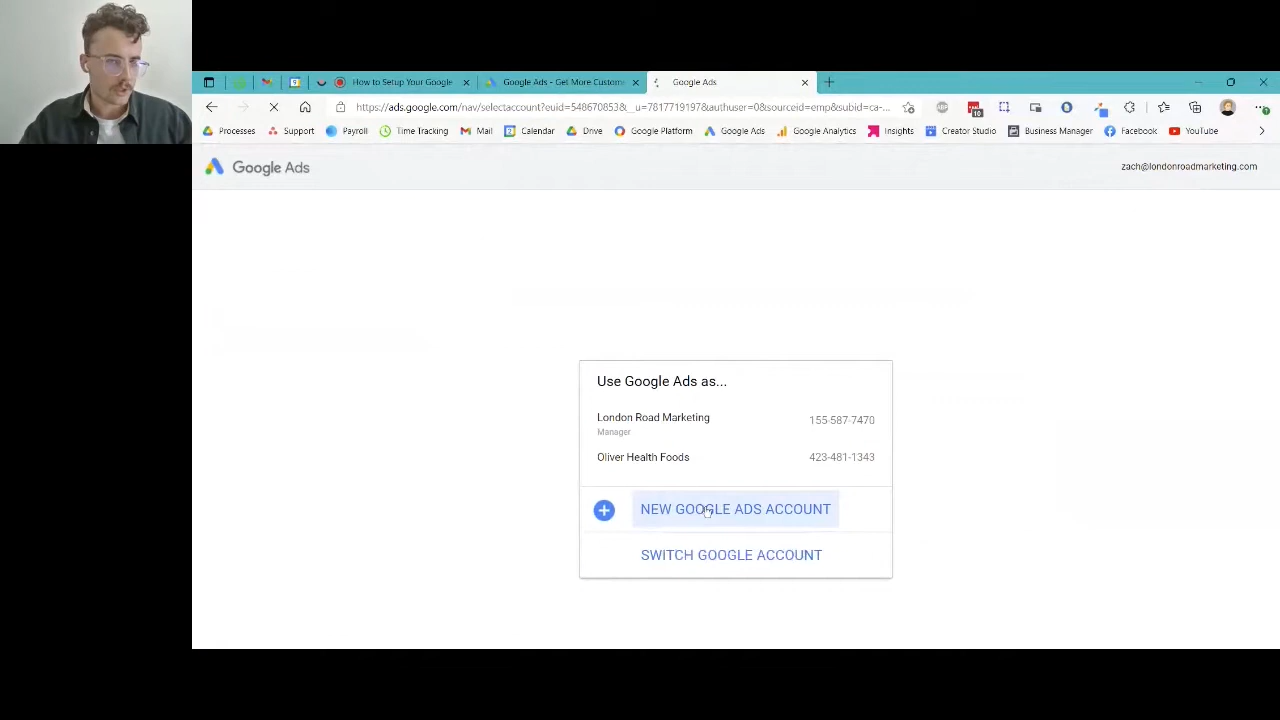 How to Setup Your Google
Google Ads - Get More Custome
Google Ads
https://ads.google.com/nav/selectaccount?euid=548670853&_u=7817719197&authuser=0&sourceid=emp&subid=ca-...
10
Processes
Support
Payroll
Time Tracking
Mail
Calendar
Drive
Google Platform
Google Ads
Google Analytics
Insights
Creator Studio
Business Manager
Facebook
YouTube
Google Ads
zach@londonroadmarketing.com
Use Google Ads as...
London Road Marketing 155-587-7470
Manager
Oliver Health Foods 423-481-1343
NEW GOOGLE ADS ACCOUNT
SWITCH GOOGLE ACCOUNT